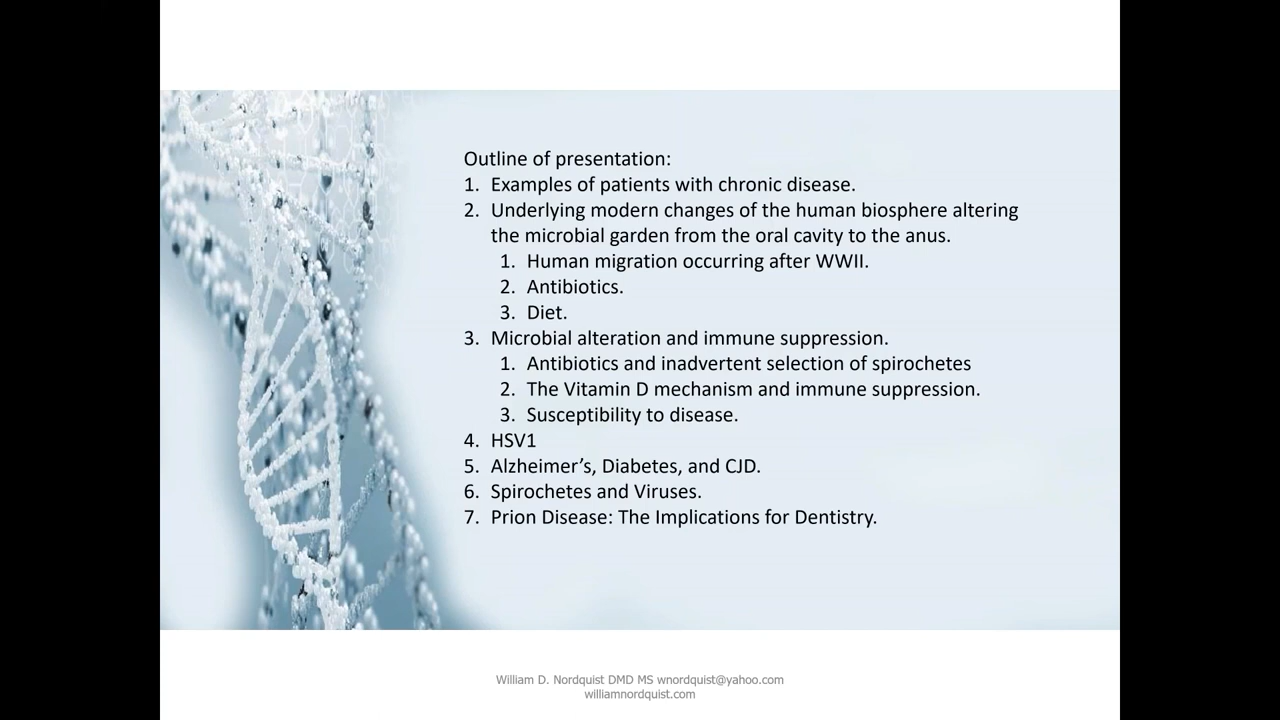 Outline of presentation:
1. Examples of patients with chronic disease.
2. Underlying modern changes of the human biosphere altering
the microbial garden from the oral cavity to the anus.
1. Human migration occurring after WWII.
2. Antibiotics.
3. Diet.
3. Microbial alteration and immune suppression.
1. Antibiotics and inadvertent selection of spirochetes
2. The Vitamin D mechanism and immune suppression.
3. Susceptibility to disease.
4. HSV1
5. Alzheimer’s, Diabetes, and CJD.
6. Spirochetes and Viruses.
7. Prion Disease: The Implications for Dentistry.
William D. Nordquist DMD MS wnordquist@yahoo.com
williamnordquist.com